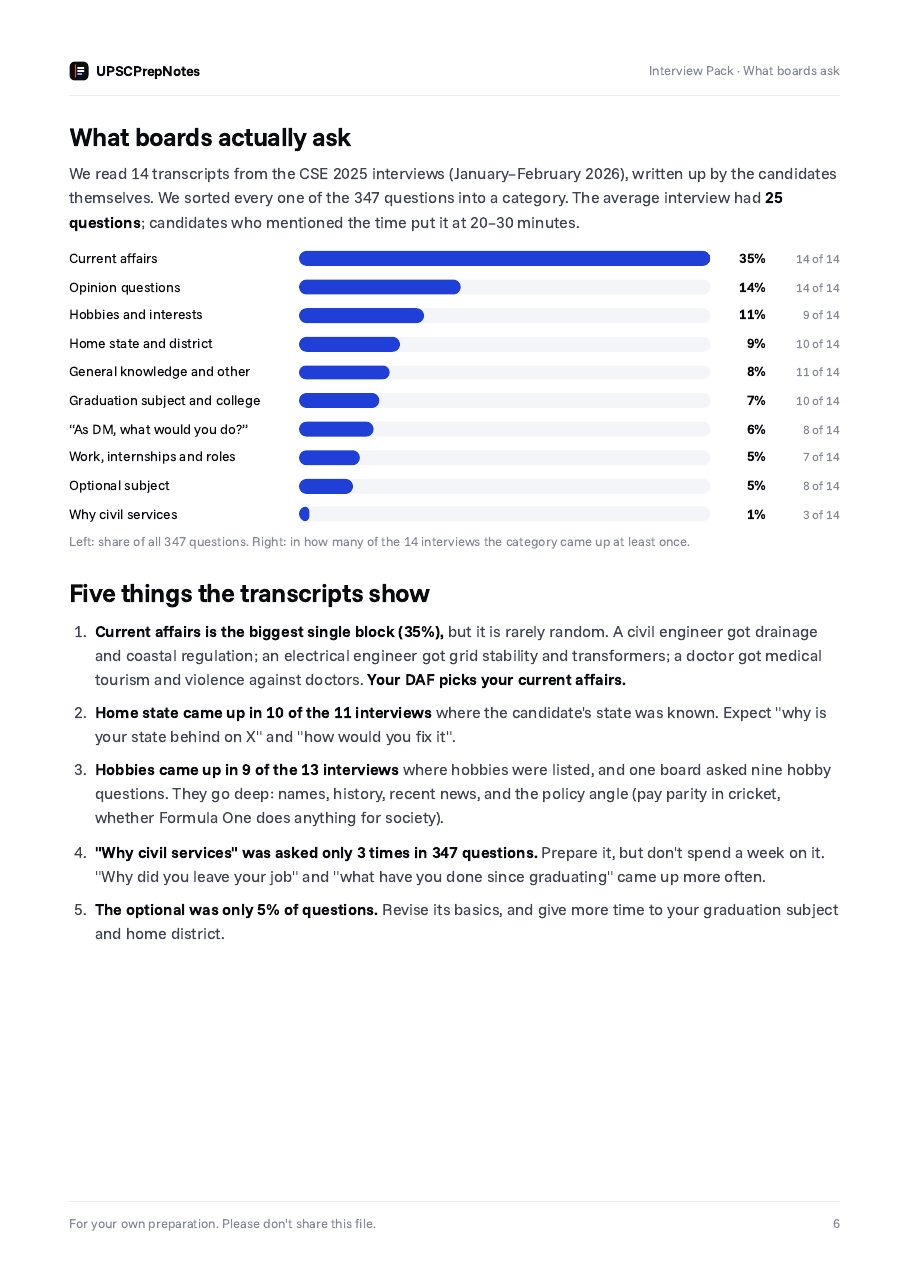 UPSCPrepNotes
Interview Pack · What boards ask
What boards actually ask
We read 14 transcripts from the CSE 2025 interviews (January–February 2026), written up by the candidates
themselves. We sorted every one of the 347 questions into a category. The average interview had 25
questions; candidates who mentioned the time put it at 20–30 minutes.
Current affairs 35% 14 of 14
Opinion questions 14% 14 of 14
Hobbies and interests 11% 9 of 14
Home state and district 9% 10 of 14
General knowledge and other 8% 11 of 14
Graduation subject and college 7% 10 of 14
“As DM, what would you do?” 6% 8 of 14
Work, internships and roles 5% 7 of 14
Optional subject 5% 8 of 14
Why civil services 1% 3 of 14
Left: share of all 347 questions. Right: in how many of the 14 interviews the category came up at least once.
Five things the transcripts show
1. Current affairs is the biggest single block (35%), but it is rarely random. A civil engineer got drainage
and coastal regulation; an electrical engineer got grid stability and transformers; a doctor got medical
tourism and violence against doctors. Your DAF picks your current affairs.
2. Home state came up in 10 of the 11 interviews where the candidate's state was known. Expect "why is
your state behind on X" and "how would you fix it".
3. Hobbies came up in 9 of the 13 interviews where hobbies were listed, and one board asked nine hobby
questions. They go deep: names, history, recent news, and the policy angle (pay parity in cricket,
whether Formula One does anything for society).
4. "Why civil services" was asked only 3 times in 347 questions. Prepare it, but don't spend a week on it.
"Why did you leave your job" and "what have you done since graduating" came up more often.
5. The optional was only 5% of questions. Revise its basics, and give more time to your graduation subject
and home district.
For your own preparation. Please don't share this file.
6